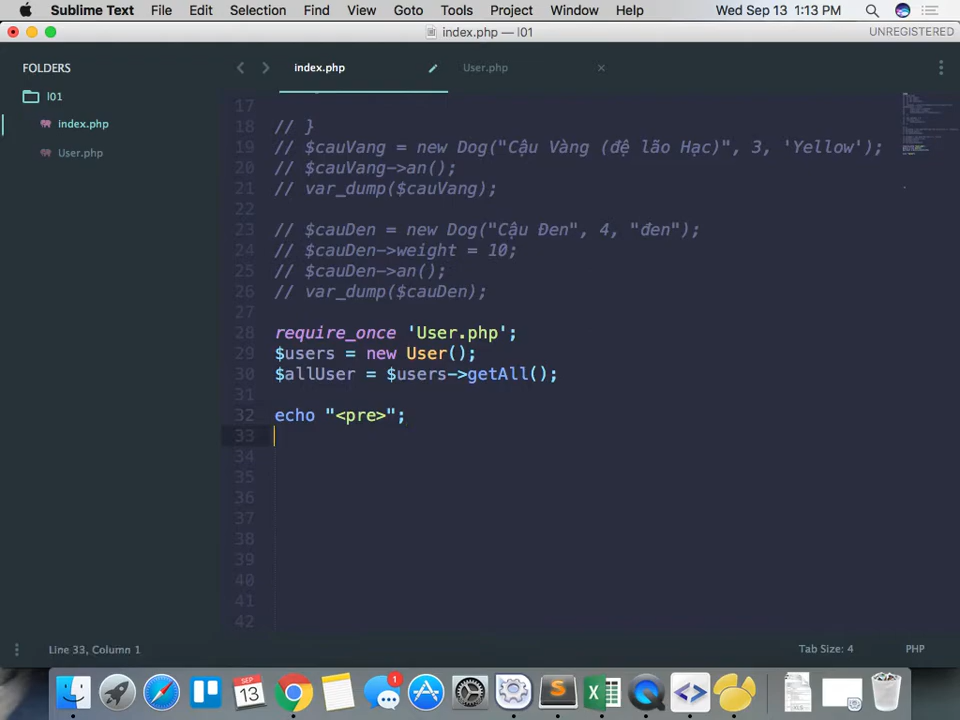 Sublime Text File Edit Selection Find View Goto Tools Project Window Help Wed Sep 13 1:13 PM
index.php — l01 UNREGISTERED
FOLDERS
l01
index.php
User.php
index.php User.php
17
18 // }
19 // $cauVang = new Dog("Cậu Vàng (đệ lão Hạc)", 3, 'Yellow');
20 // $cauVang->an();
21 // var_dump($cauVang);
22
23 // $cauDen = new Dog("Cậu Đen", 4, "đen");
24 // $cauDen->weight = 10;
25 // $cauDen->an();
26 // var_dump($cauDen);
27
28 require_once 'User.php';
29 $users = new User();
30 $allUser = $users->getAll();
31
32 echo "<pre>";
33
34
35
36
37
38
39
40
41
42
Line 33, Column 1 Tab Size: 4 PHP
SEP
13
1